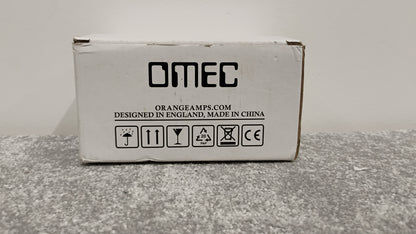 OMEC
ORANGEAMPS.COM
DESIGNED IN ENGLAND, MADE IN CHINA